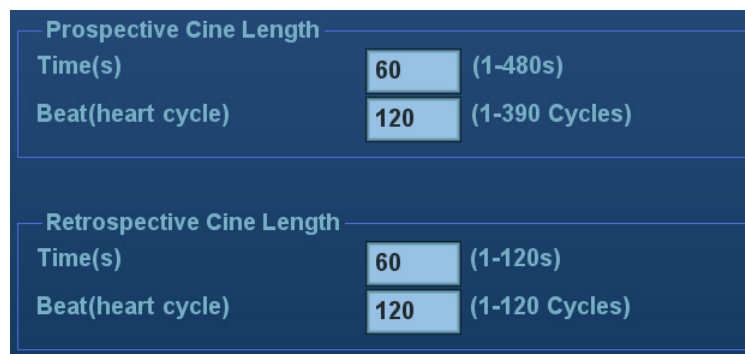 Prospective Cine Length
Time(s) 60 (1-480s)
Beat(heart cycle) 120 (1-390 Cycles)
Retrospective Cine Length
Time(s) 60 (1-120s)
Beat(heart cycle) 120 (1-120 Cycles)